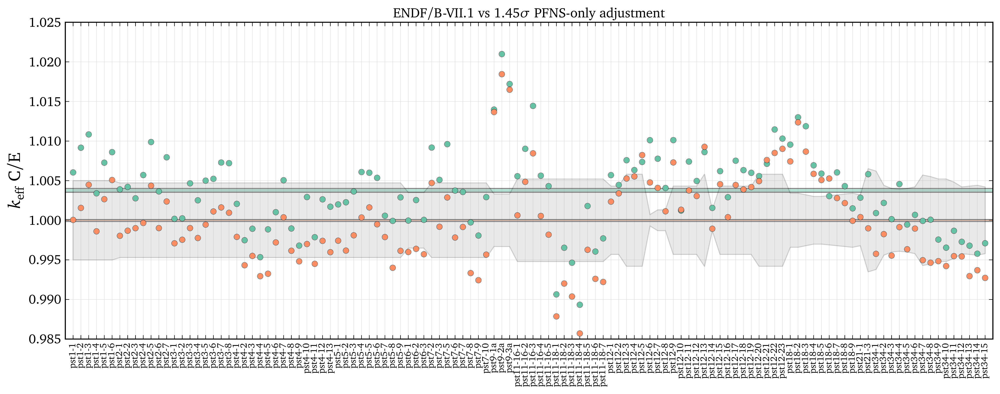 ENDF/B-VII.1 vs 1.45σ PFNS-only adjustment
1.025
1.020
1.015
1.010
1.005
1.000
0.995
0.990
0.985
k_eff C/E
pst1-1
pst1-2
pst1-3
pst1-4
pst1-5
pst1-6
pst2-1
pst2-2
pst2-3
pst2-4
pst2-5
pst2-6
pst2-7
pst3-1
pst3-2
pst3-3
pst3-4
pst3-5
pst3-6
pst3-7
pst3-8
pst4-1
pst4-2
pst4-3
pst4-4
pst4-5
pst4-6
pst4-7
pst4-8
pst4-9
pst4-10
pst4-11
pst4-12
pst4-13
pst5-1
pst5-2
pst5-3
pst5-4
pst5-5
pst5-6
pst5-7
pst5-8
pst5-9
pst6-1
pst6-2
pst6-3
pst7-2
pst7-3
pst7-5
pst7-6
pst7-7
pst7-8
pst7-9
pst7-10
pst9-1a
pst9-2a
pst9-3a
pst11-16-1
pst11-16-2
pst11-16-3
pst11-16-4
pst11-16-5
pst11-18-1
pst11-18-2
pst11-18-3
pst11-18-4
pst11-18-5
pst11-18-6
pst11-18-7
pst12-1
pst12-2
pst12-3
pst12-4
pst12-5
pst12-6
pst12-7
pst12-8
pst12-9
pst12-10
pst12-11
pst12-12
pst12-13
pst12-14
pst12-15
pst12-16
pst12-17
pst12-18
pst12-19
pst12-20
pst12-21
pst12-22
pst12-23
pst18-1
pst18-2
pst18-3
pst18-4
pst18-5
pst18-6
pst18-7
pst18-8
pst18-9
pst21-1
pst21-3
pst34-1
pst34-2
pst34-3
pst34-4
pst34-5
pst34-6
pst34-7
pst34-8
pst34-9
pst34-10
pst34-11
pst34-12
pst34-13
pst34-14
pst34-15